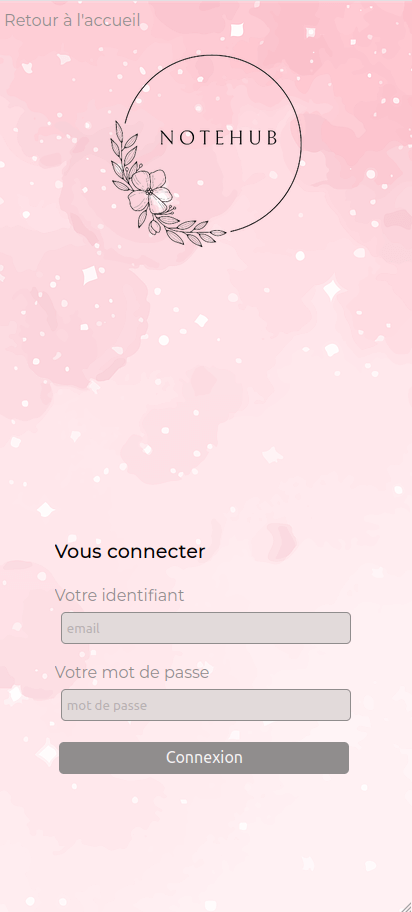 Retour à l'accueil
NOTEHUB
Vous connecter
Votre identifiant
email
Votre mot de passe
mot de passe
Connexion